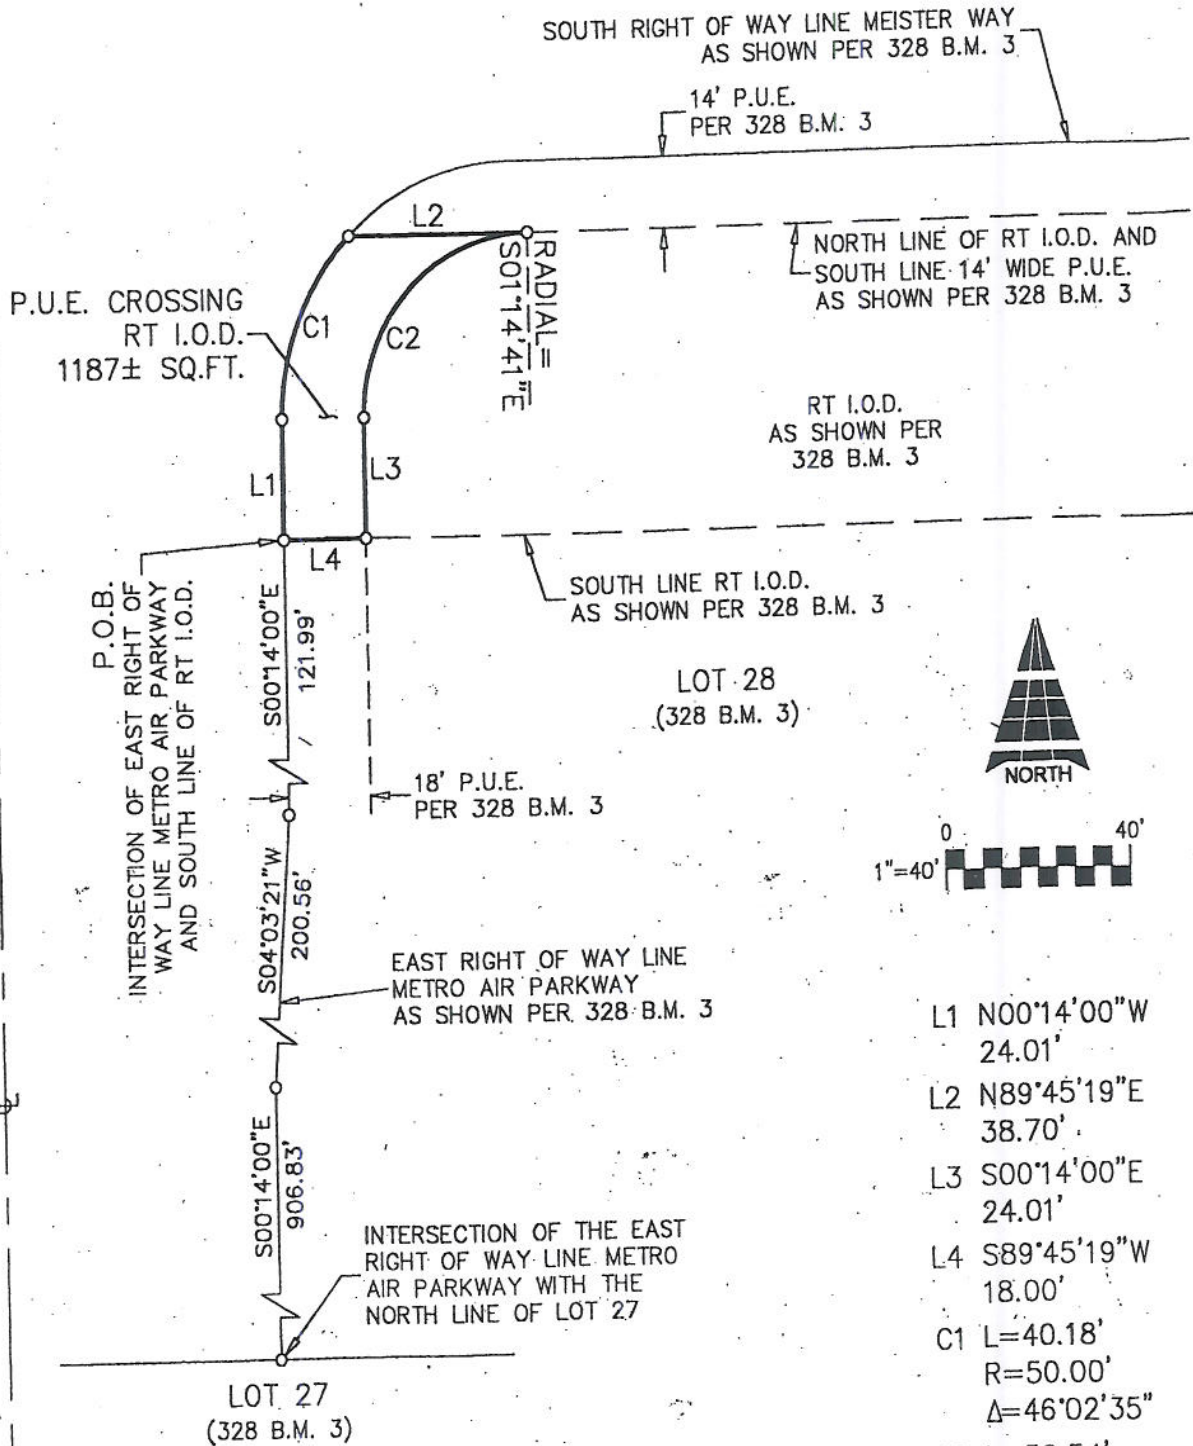 SOUTH RIGHT OF WAY LINE MEISTER WAY
AS SHOWN PER 328 B.M. 3
14' P.U.E.
PER 328 B.M. 3
L2
RADIAL=
S01°14'41"E
NORTH LINE OF RT I.O.D. AND
SOUTH LINE 14' WIDE P.U.E.
AS SHOWN PER 328 B.M. 3
P.U.E. CROSSING
RT I.O.D.
1187± SQ.FT.
C1
C2
RT I.O.D.
AS SHOWN PER
328 B.M. 3
L1
L3
L4
P.O.B.
INTERSECTION OF EAST RIGHT OF
WAY LINE METRO AIR PARKWAY
AND SOUTH LINE OF RT I.O.D.
S00°14'00"E
121.99'
SOUTH LINE RT I.O.D.
AS SHOWN PER 328 B.M. 3
LOT 28
(328 B.M. 3)
NORTH
18' P.U.E.
PER 328 B.M. 3
0
40'
1"=40'
S04°03'21"W
200.56'
EAST RIGHT OF WAY LINE
METRO AIR PARKWAY
AS SHOWN PER 328 B.M. 3
S00°14'00"E
906.83'
INTERSECTION OF THE EAST
RIGHT OF WAY LINE METRO
AIR PARKWAY WITH THE
NORTH LINE OF LOT 27
LOT 27
(328 B.M. 3)
L1 N00°14'00"W
24.01'
L2 N89°45'19"E
38.70'
L3 S00°14'00"E
24.01'
L4 S89°45'19"W
18.00'
C1 L=40.18'
R=50.00'
Δ=46°02'35"